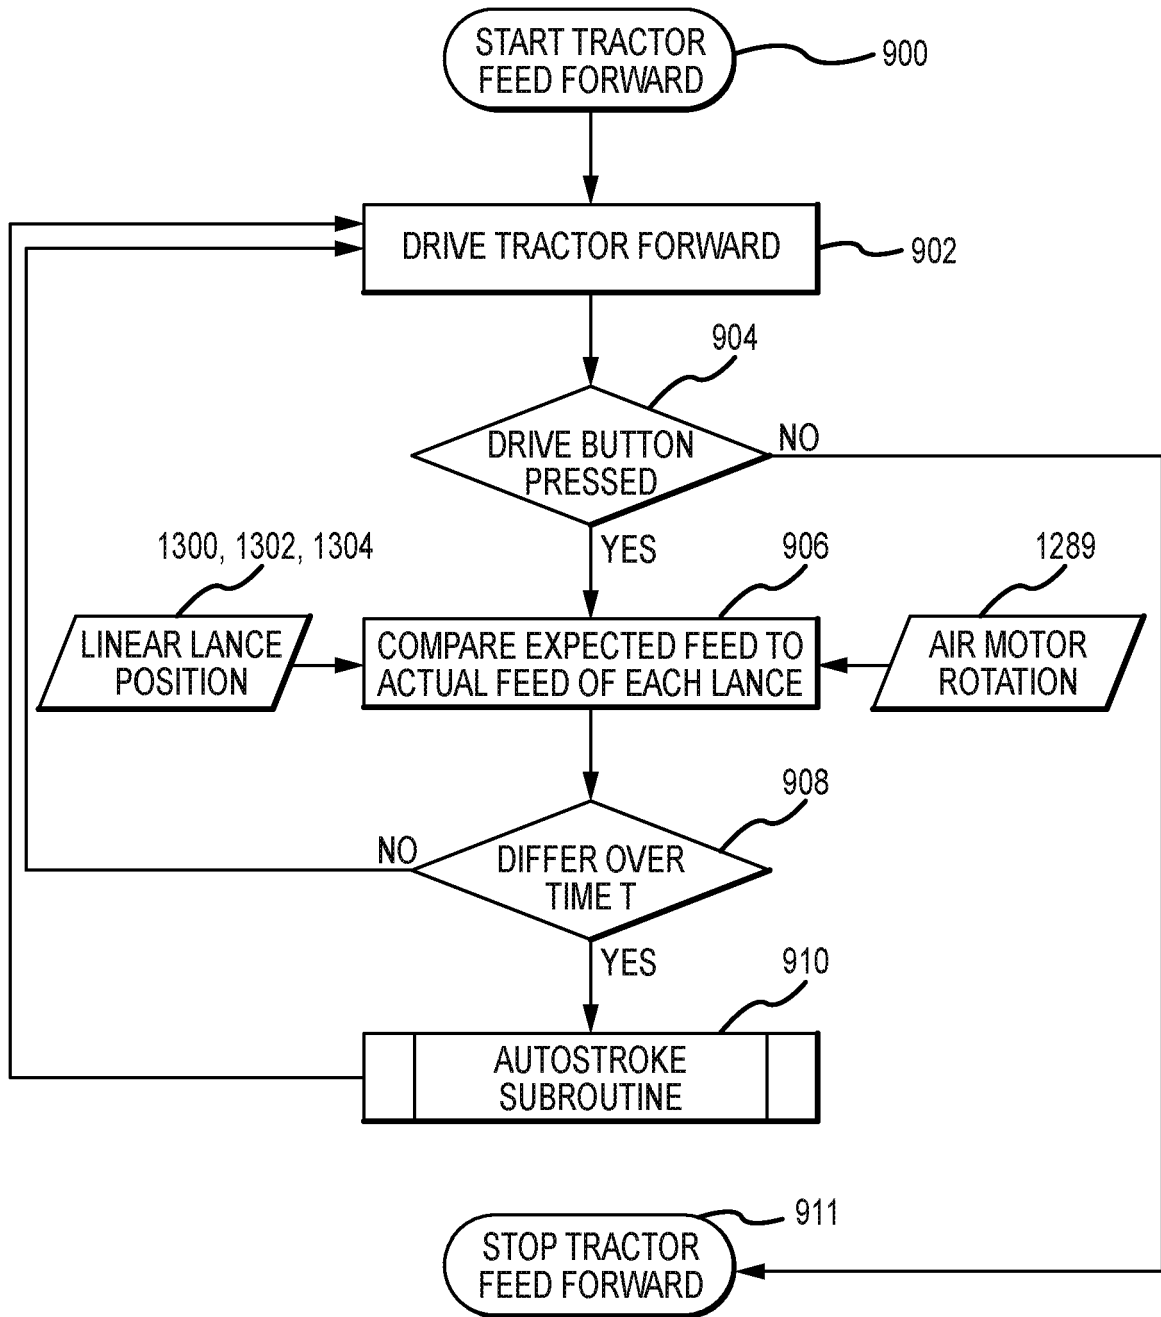 START TRACTOR
FEED FORWARD
900
DRIVE TRACTOR FORWARD
902
904
DRIVE BUTTON
PRESSED
NO
YES
1300, 1302, 1304
906
1289
LINEAR LANCE
POSITION
COMPARE EXPECTED FEED TO
ACTUAL FEED OF EACH LANCE
AIR MOTOR
ROTATION
908
NO
DIFFER OVER
TIME T
YES
910
AUTOSTROKE
SUBROUTINE
911
STOP TRACTOR
FEED FORWARD